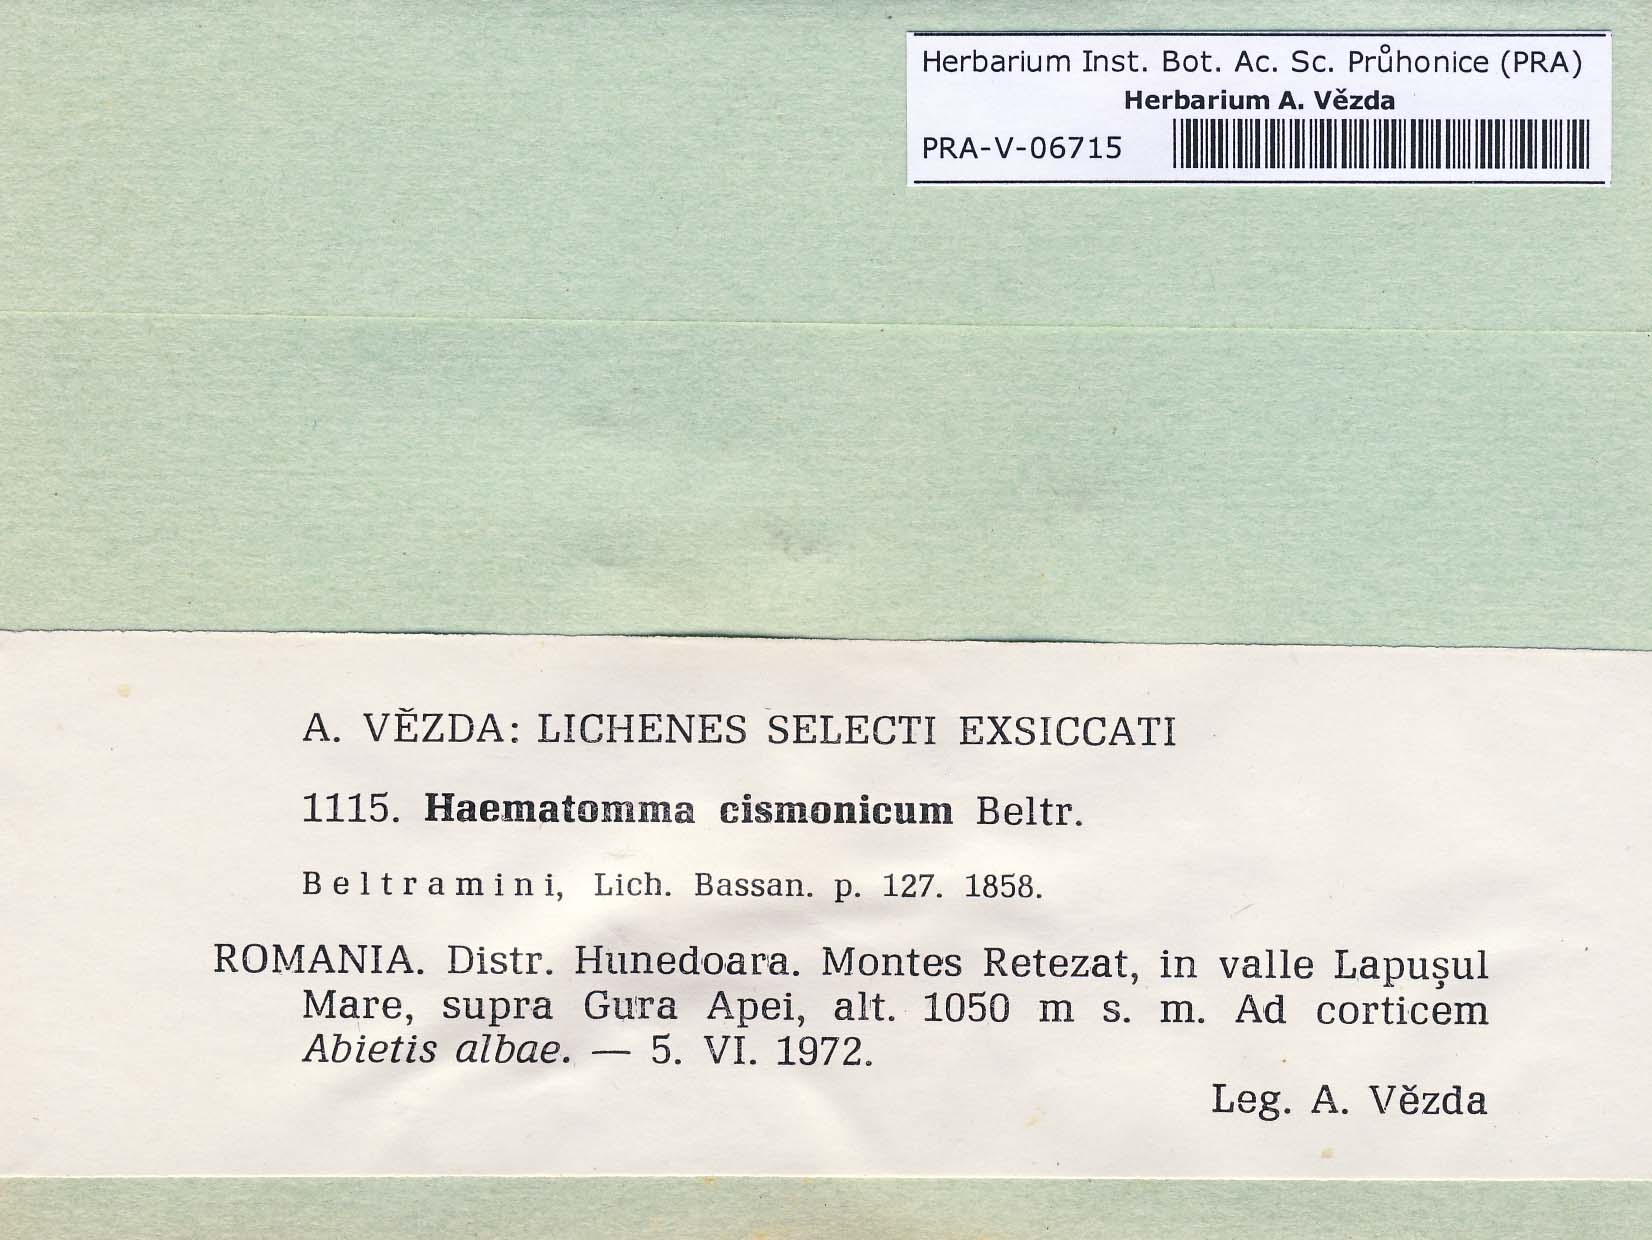 Herbarium Inst. Bot. Ac. Sc. Průhonice (PRA)
Herbarium A. Vězda
PRA-V-06715
A. VĚZDA: LICHENES SELECTI EXSICCATI
1115. Haematomma cismonicum Beltr.
Beltramini, Lich. Bassan. p. 127. 1858.
ROMANIA. Distr. Hunedoara. Montes Retezat, in valle Lapușul
Mare, supra Gura Apei, alt. 1050 m s. m. Ad corticem
Abietis albae. — 5. VI. 1972.
Leg. A. Vězda